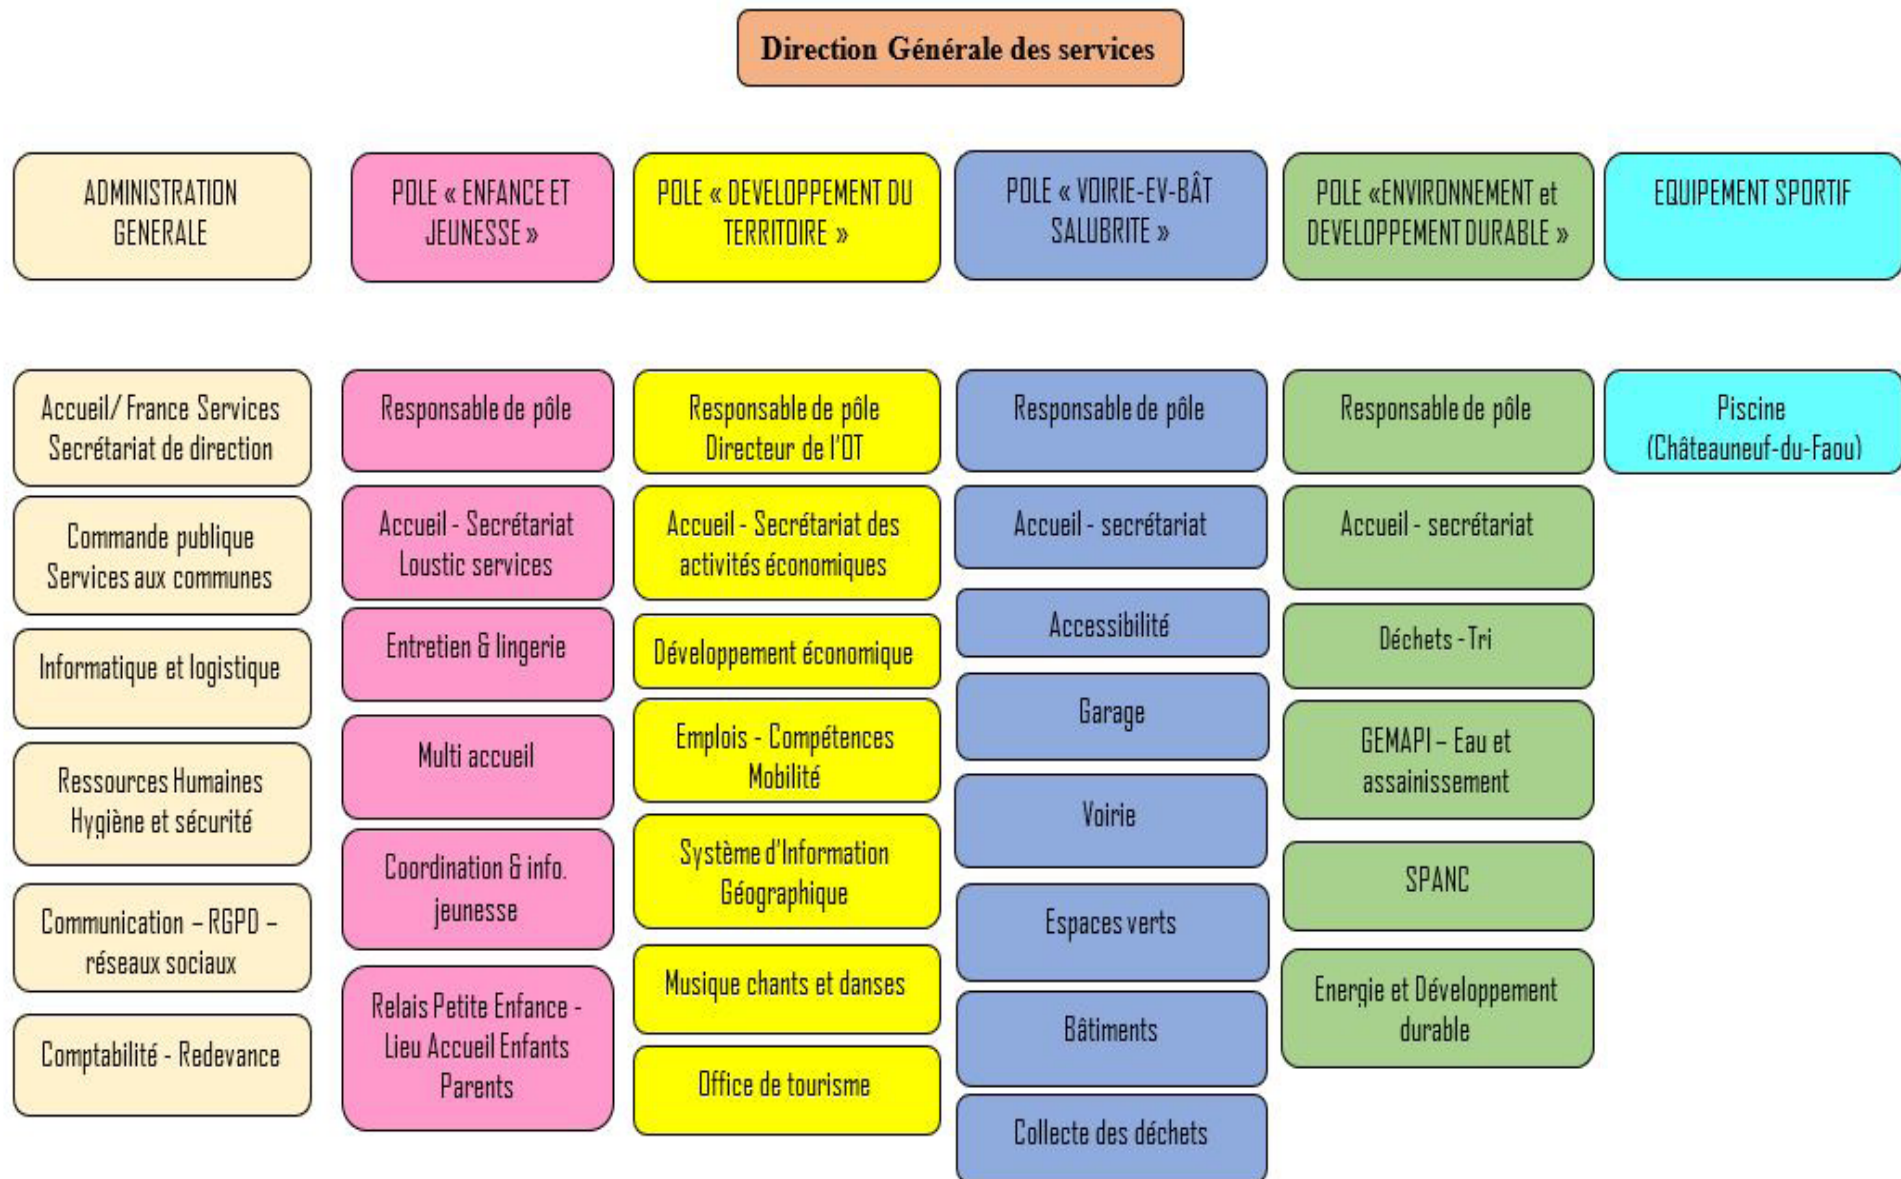 Direction Générale des services
ADMINISTRATION
GENERALE
POLE « ENFANCE ET
JEUNESSE »
POLE « DEVELOPPEMENT DU
TERRITOIRE »
POLE « VOIRIE-EV-BÂT
SALUBRITE »
POLE «ENVIRONNEMENT et
DEVELOPPEMENT DURABLE »
EQUIPEMENT SPORTIF
Accueil/ France Services
Secrétariat de direction
Commande publique
Services aux communes
Informatique et logistique
Ressources Humaines
Hygiène et sécurité
Communication – RGPD –
réseaux sociaux
Comptabilité - Redevance
Responsable de pôle
Accueil - Secrétariat
Loustic services
Entretien & lingerie
Multi accueil
Coordination & info.
jeunesse
Relais Petite Enfance -
Lieu Accueil Enfants
Parents
Responsable de pôle
Directeur de l'OT
Accueil - Secrétariat des
activités économiques
Développement économique
Emplois - Compétences
Mobilité
Système d'Information
Géographique
Musique chants et danses
Office de tourisme
Responsable de pôle
Accueil - secrétariat
Accessibilité
Garage
Voirie
Espaces verts
Bâtiments
Collecte des déchets
Responsable de pôle
Accueil - secrétariat
Déchets - Tri
GEMAPI – Eau et
assainissement
SPANC
Energie et Développement
durable
Piscine
(Châteauneuf-du-Faou)